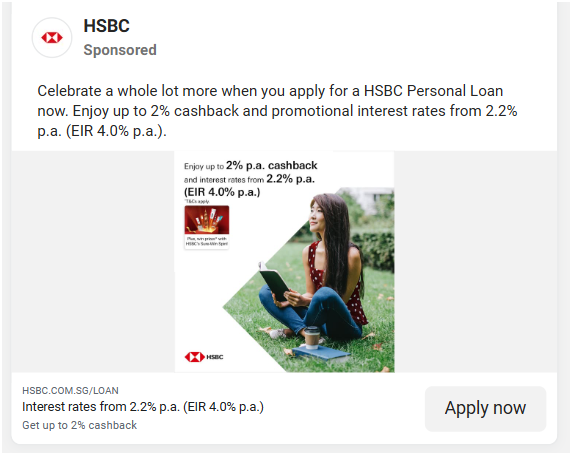 HSBC
Sponsored
Celebrate a whole lot more when you apply for a HSBC Personal Loan
now. Enjoy up to 2% cashback and promotional interest rates from 2.2%
p.a. (EIR 4.0% p.a.).
Enjoy up to 2% p.a. cashback
and interest rates from 2.2% p.a.
(EIR 4.0% p.a.)
T&Cs apply
Plus, win prizes* with
HSBC's Sure-Win Spin!
HSBC
HSBC.COM.SG/LOAN
Interest rates from 2.2% p.a. (EIR 4.0% p.a.)
Get up to 2% cashback
Apply now